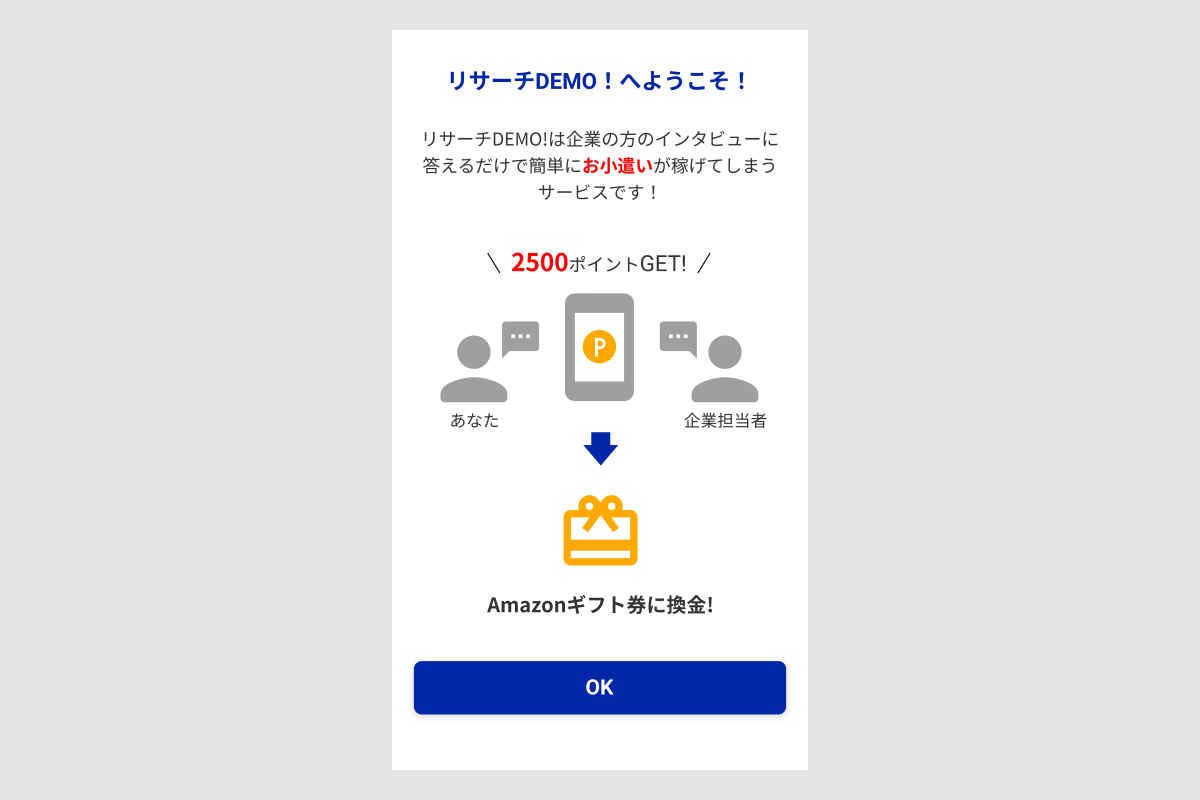 リサーチDEMO！へようこそ！
リサーチDEMO!は企業の方のインタビューに
答えるだけで簡単にお小遣いが稼げてしまう
サービスです！
\ 2500ポイントGET! /
P
あなた
企業担当者
Amazonギフト券に換金!
OK